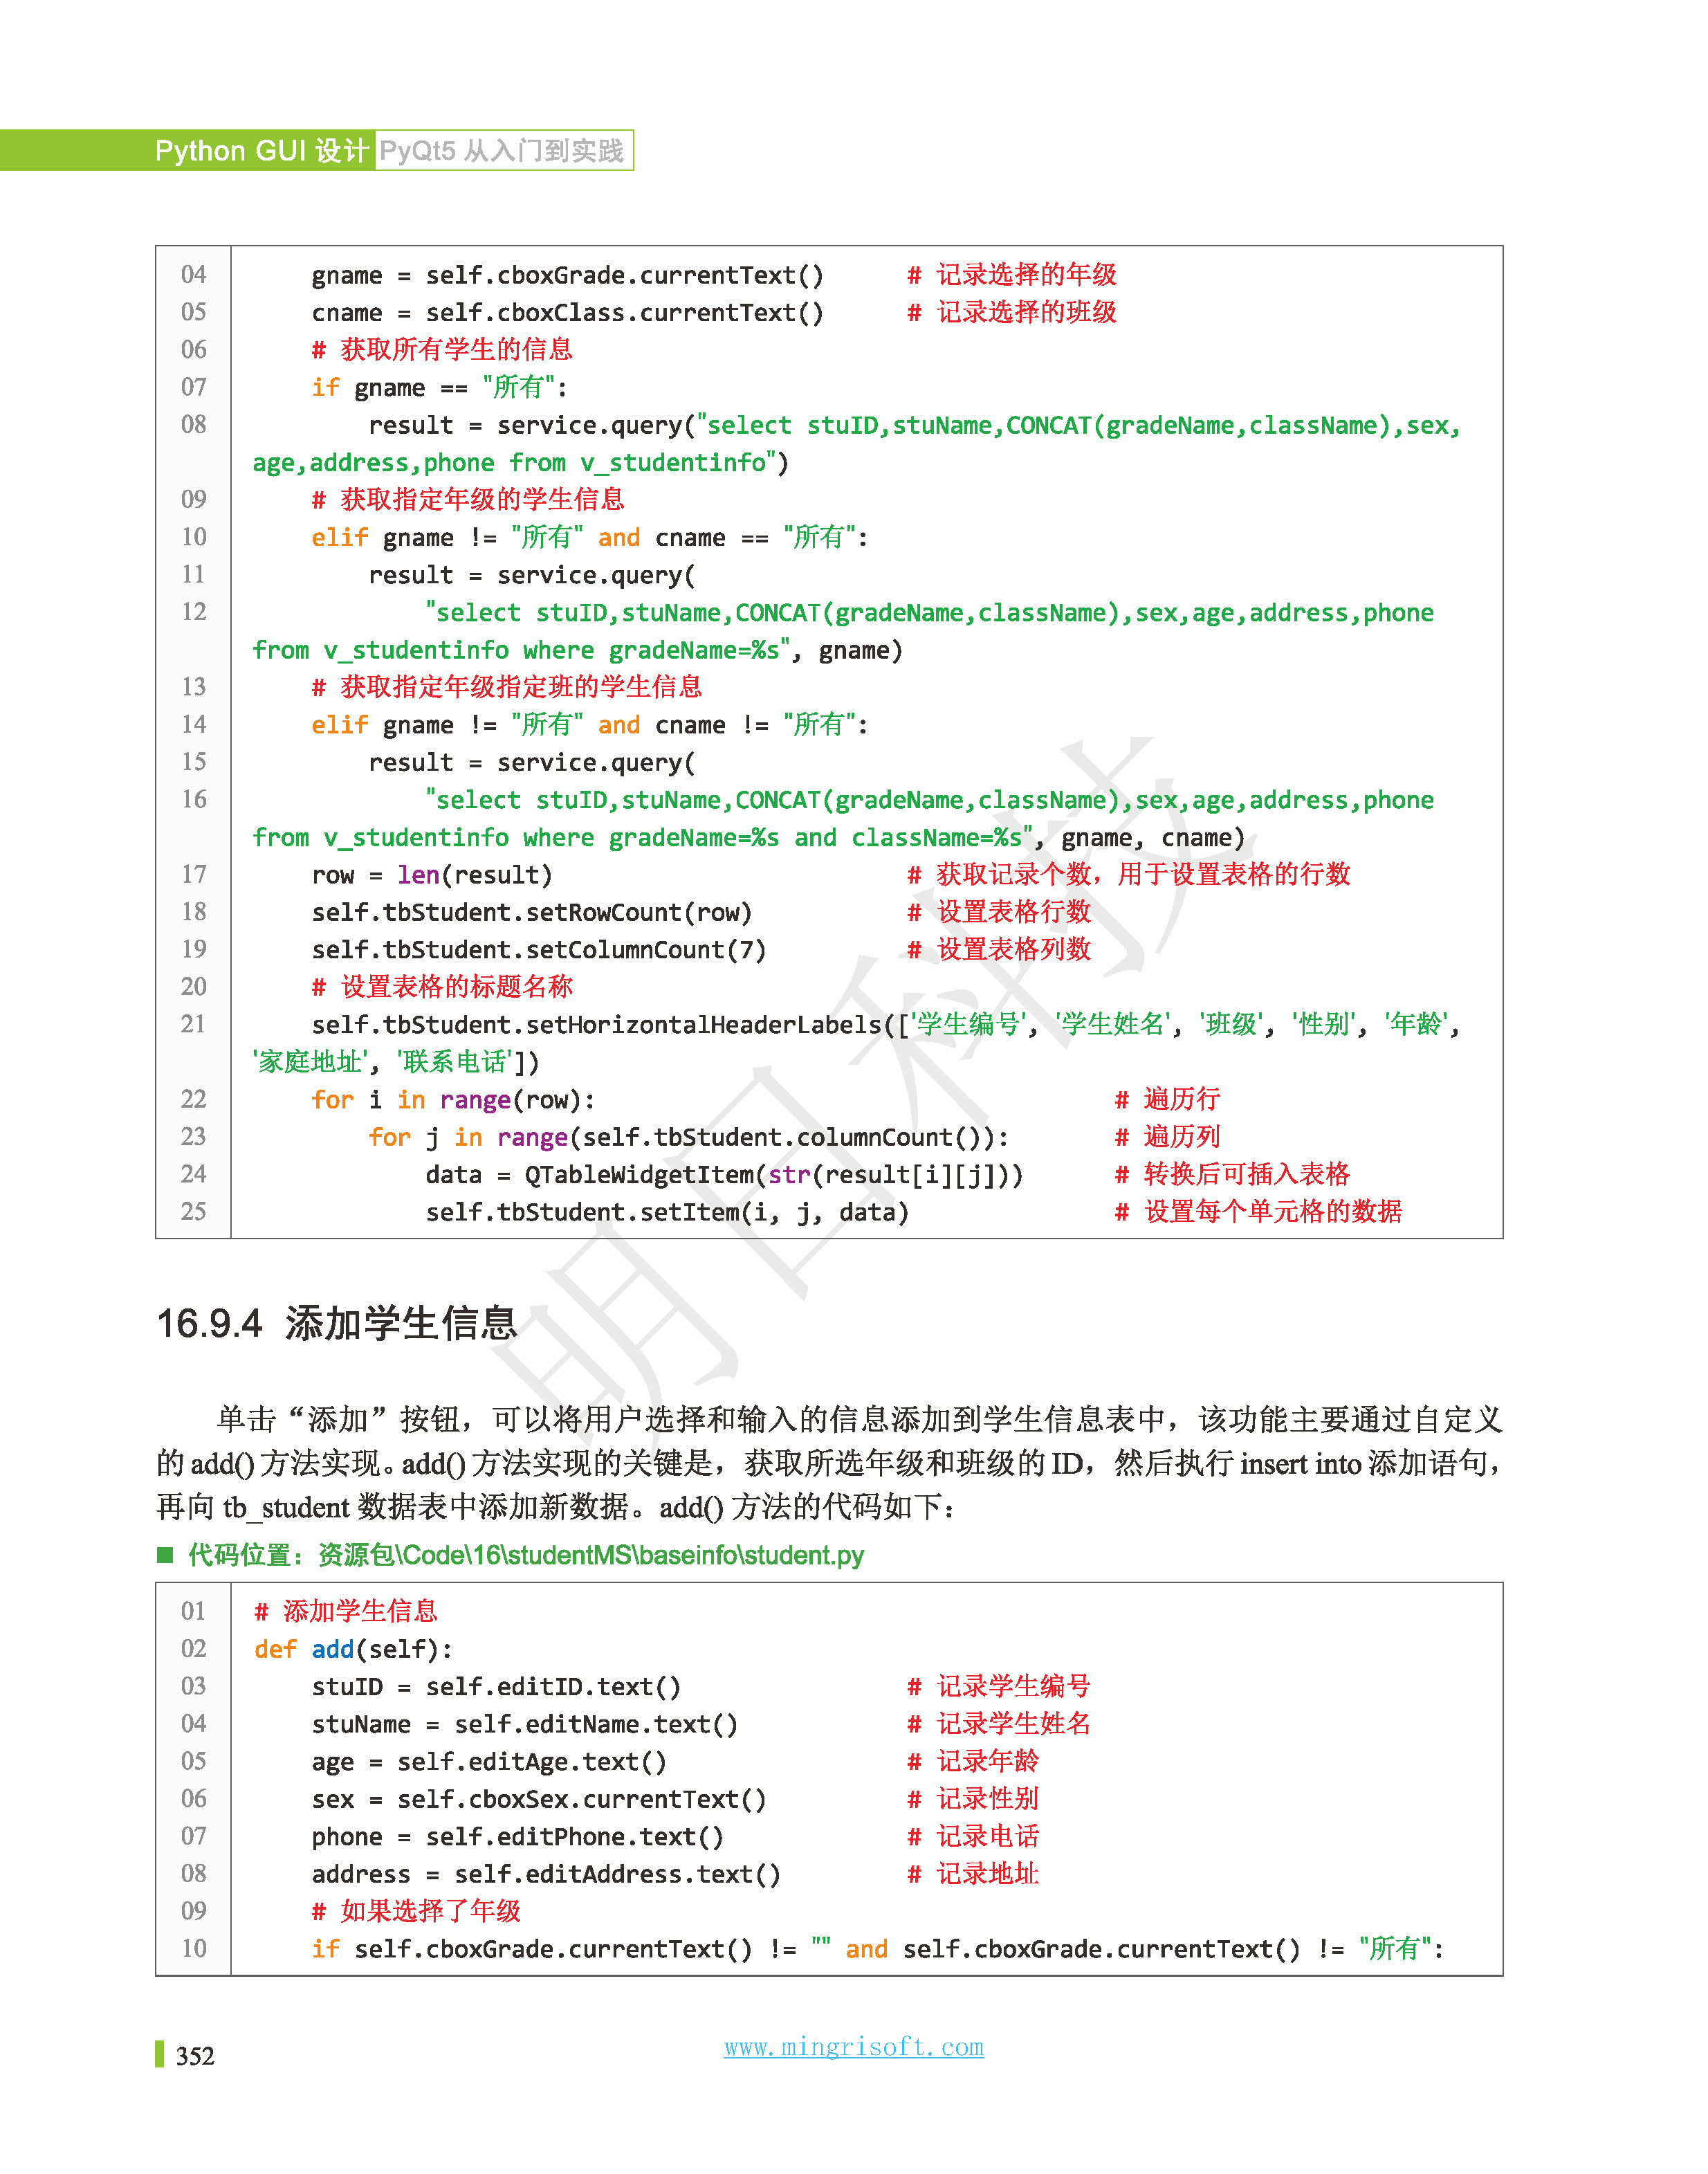 Python GUI 设计 PyQt5 从入门到实践
04 gname = self.cboxGrade.currentText() # 记录选择的年级
05 cname = self.cboxClass.currentText() # 记录选择的班级
06 # 获取所有学生的信息
07 if gname == "所有":
08 result = service.query("select stuID,stuName,CONCAT(gradeName,className),sex,
age,address,phone from v_studentinfo")
09 # 获取指定年级的学生信息
10 elif gname != "所有" and cname == "所有":
11 result = service.query(
12 "select stuID,stuName,CONCAT(gradeName,className),sex,age,address,phone
from v_studentinfo where gradeName=%s", gname)
13 # 获取指定年级指定班的学生信息
14 elif gname != "所有" and cname != "所有":
15 result = service.query(
16 "select stuID,stuName,CONCAT(gradeName,className),sex,age,address,phone
from v_studentinfo where gradeName=%s and className=%s", gname, cname)
17 row = len(result) # 获取记录个数，用于设置表格的行数
18 self.tbStudent.setRowCount(row) # 设置表格行数
19 self.tbStudent.setColumnCount(7) # 设置表格列数
20 # 设置表格的标题名称
21 self.tbStudent.setHorizontalHeaderLabels(['学生编号', '学生姓名', '班级', '性别', '年龄',
'家庭地址', '联系电话'])
22 for i in range(row): # 遍历行
23 for j in range(self.tbStudent.columnCount()): # 遍历列
24 data = QTableWidgetItem(str(result[i][j])) # 转换后可插入表格
25 self.tbStudent.setItem(i, j, data) # 设置每个单元格的数据
明日科技
16.9.4 添加学生信息
单击“添加”按钮，可以将用户选择和输入的信息添加到学生信息表中，该功能主要通过自定义
的 add() 方法实现。add() 方法实现的关键是，获取所选年级和班级的 ID，然后执行 insert into 添加语句，
再向 tb_student 数据表中添加新数据。add() 方法的代码如下：
■ 代码位置：资源包\Code\16\studentMS\baseinfo\student.py
01 # 添加学生信息
02 def add(self):
03 stuID = self.editID.text() # 记录学生编号
04 stuName = self.editName.text() # 记录学生姓名
05 age = self.editAge.text() # 记录年龄
06 sex = self.cboxSex.currentText() # 记录性别
07 phone = self.editPhone.text() # 记录电话
08 address = self.editAddress.text() # 记录地址
09 # 如果选择了年级
10 if self.cboxGrade.currentText() != "" and self.cboxGrade.currentText() != "所有":
352
www.mingrisoft.com